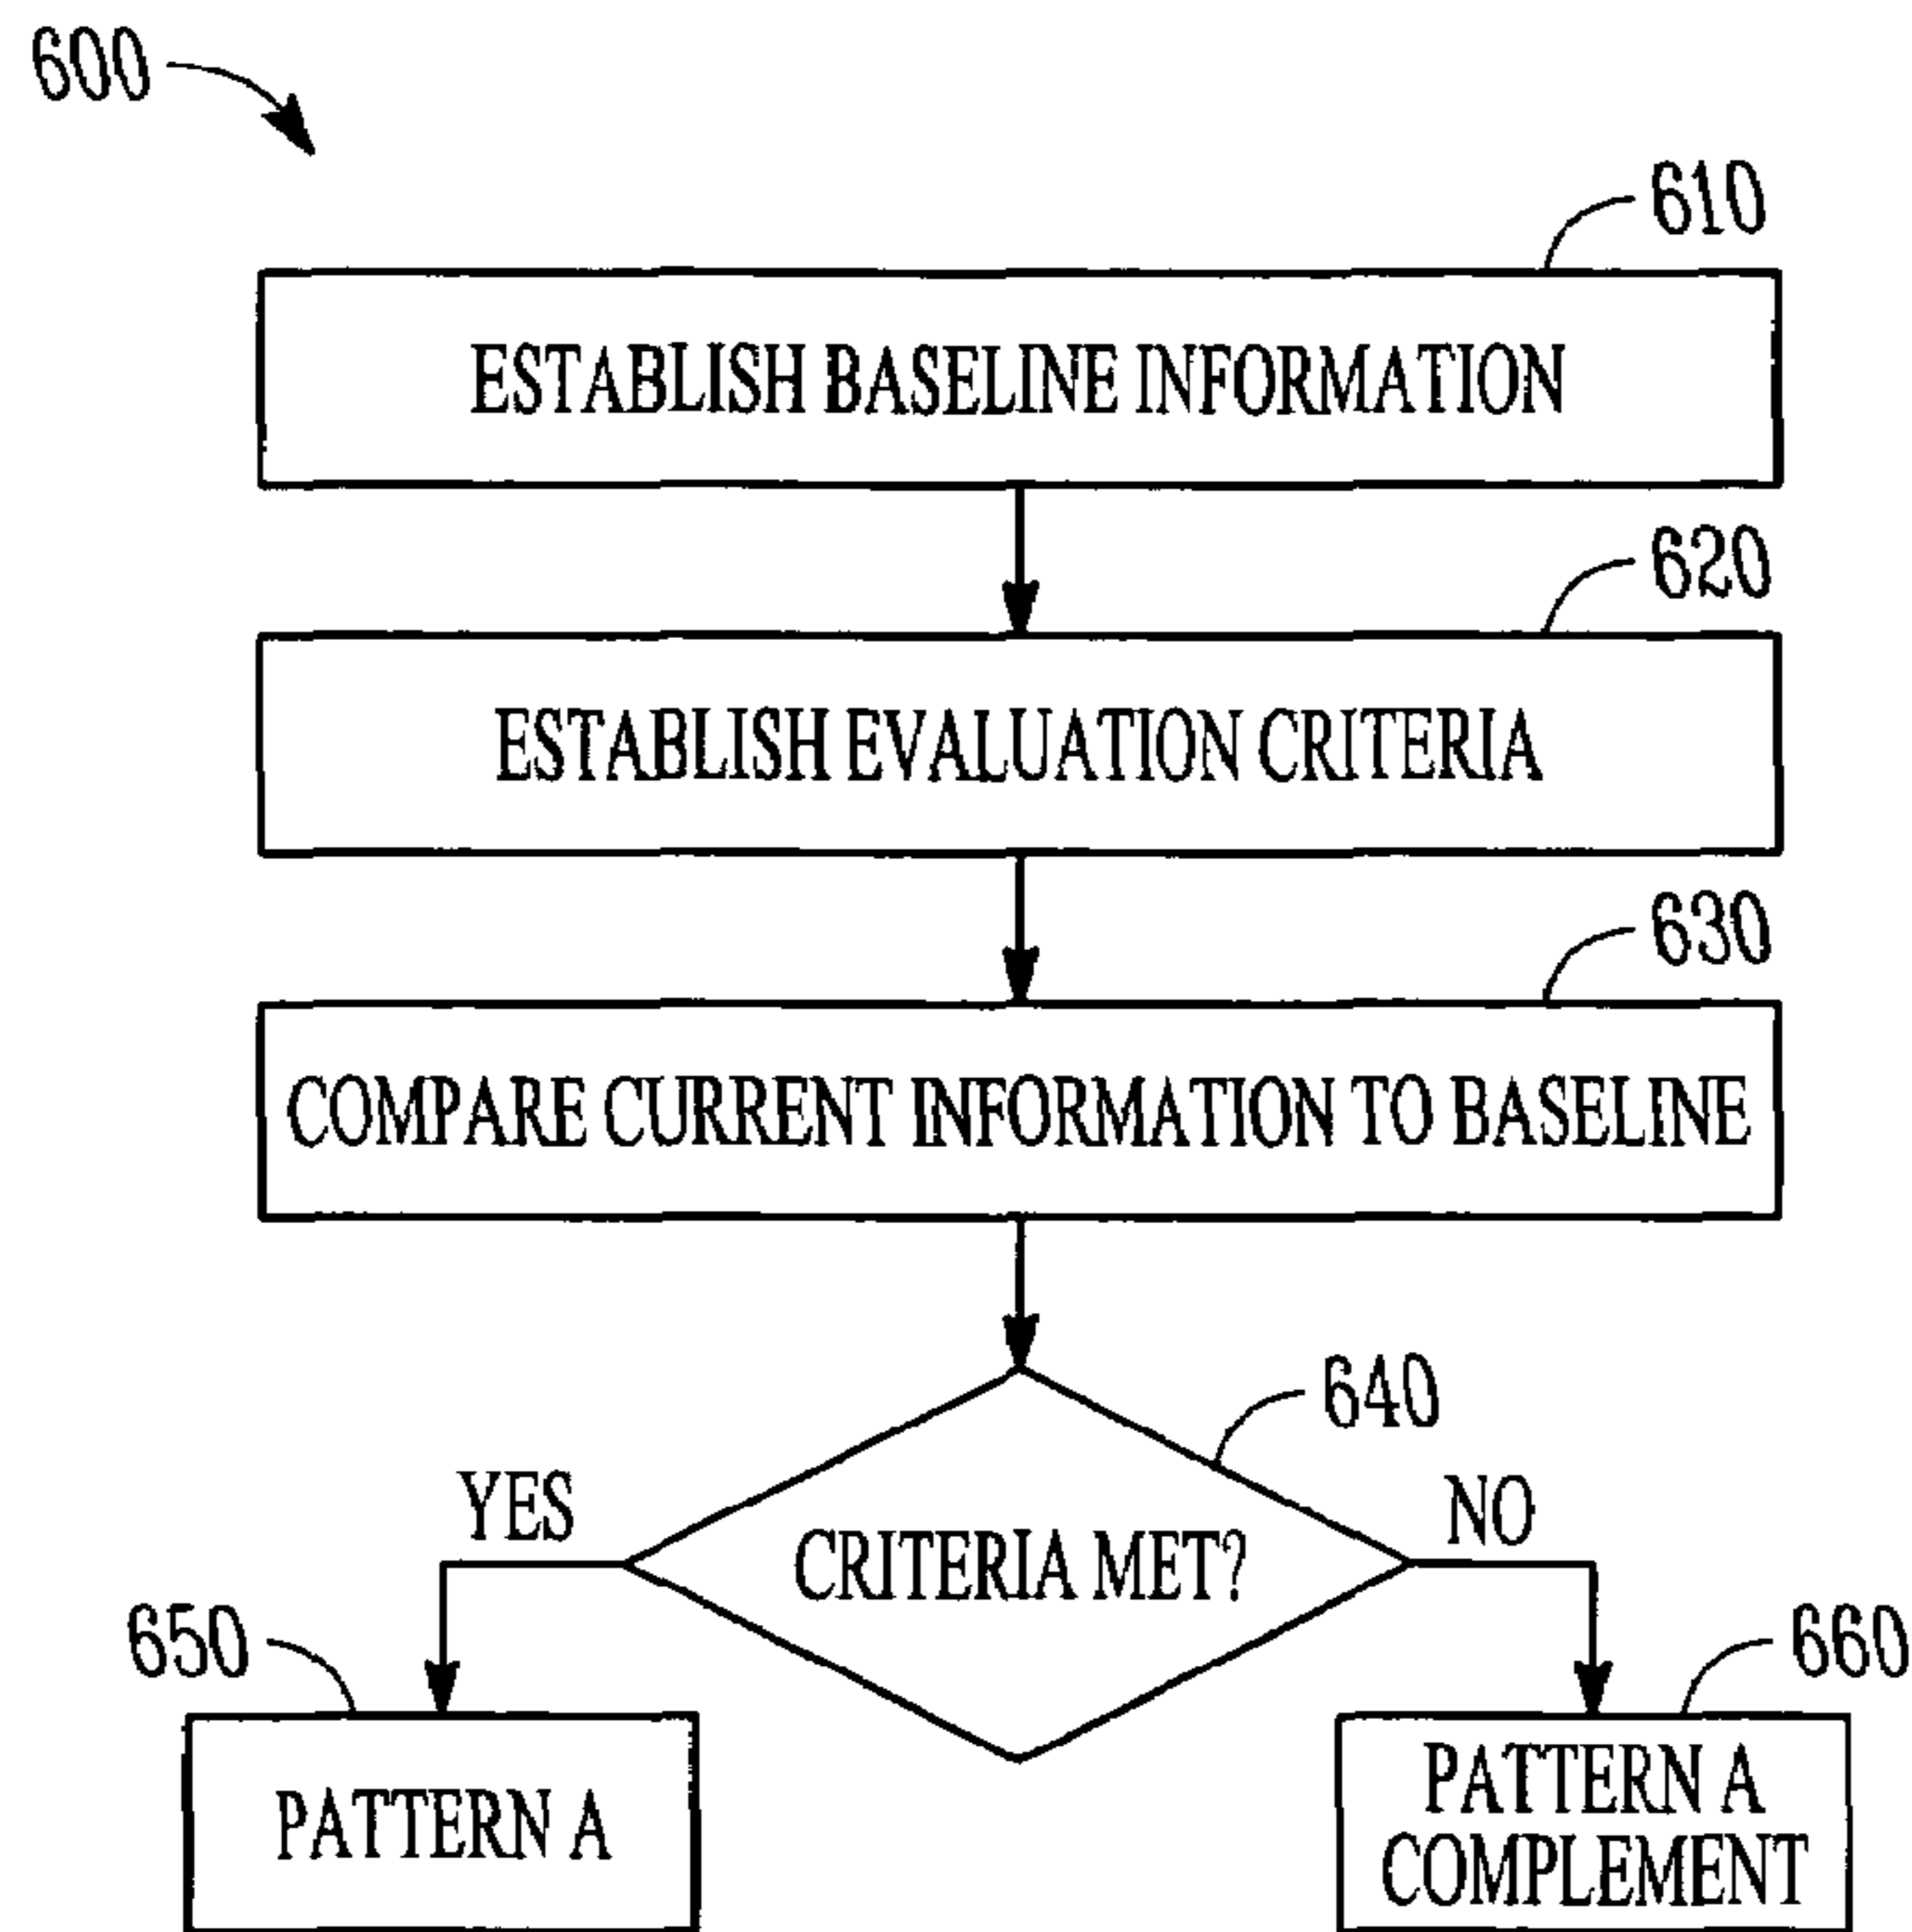 600
610
ESTABLISH BASELINE INFORMATION
620
ESTABLISH EVALUATION CRITERIA
630
COMPARE CURRENT INFORMATION TO BASELINE
640
YES
NO
CRITERIA MET?
650
660
PATTERN A
PATTERN A
COMPLEMENT